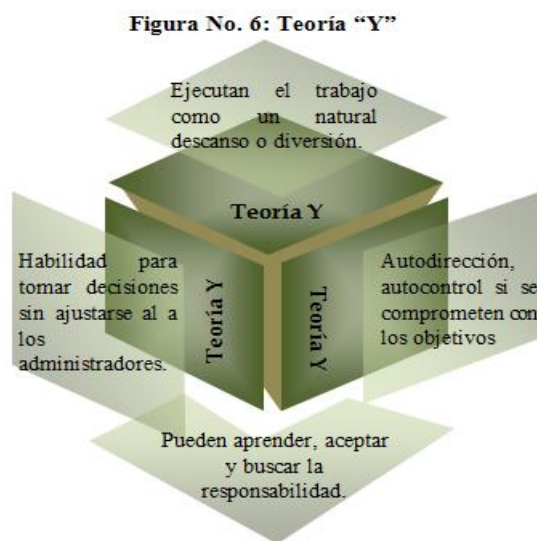 Figura No. 6: Teoría “Y”
Ejecutan el trabajo
como un natural
descanso o diversión.
Teoría Y
Habilidad para
tomar decisiones
sin ajustarse al a
los
administradores.
Teoría Y
Teoría Y
Autodirección,
autocontrol si se
comprometen con
los objetivos
Pueden aprender, aceptar
y buscar la
responsabilidad.